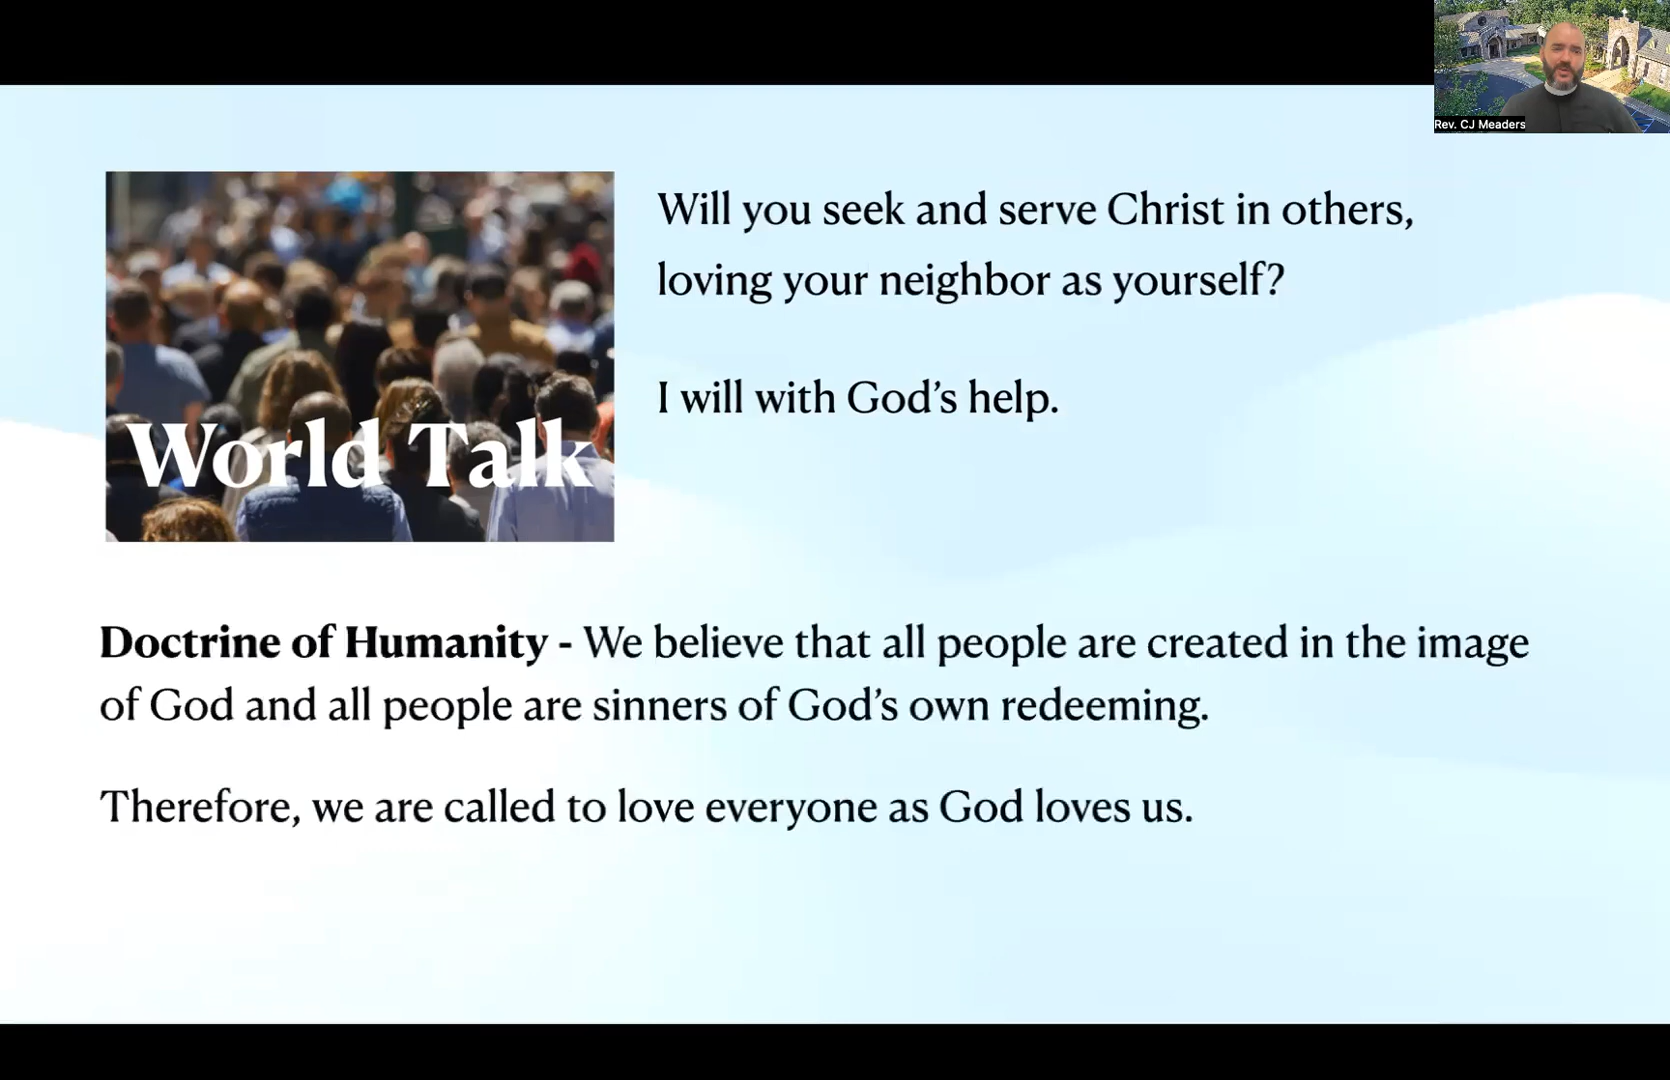 Rev. CJ Meaders
World Talk
Will you seek and serve Christ in others,
loving your neighbor as yourself?
I will with God’s help.
Doctrine of Humanity - We believe that all people are created in the image
of God and all people are sinners of God’s own redeeming.
Therefore, we are called to love everyone as God loves us.